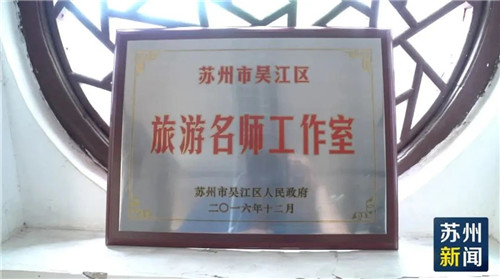 苏州市吴江区
旅游名师工作室
苏州市吴江区人民政府
二〇一六年十二月
苏州
新闻